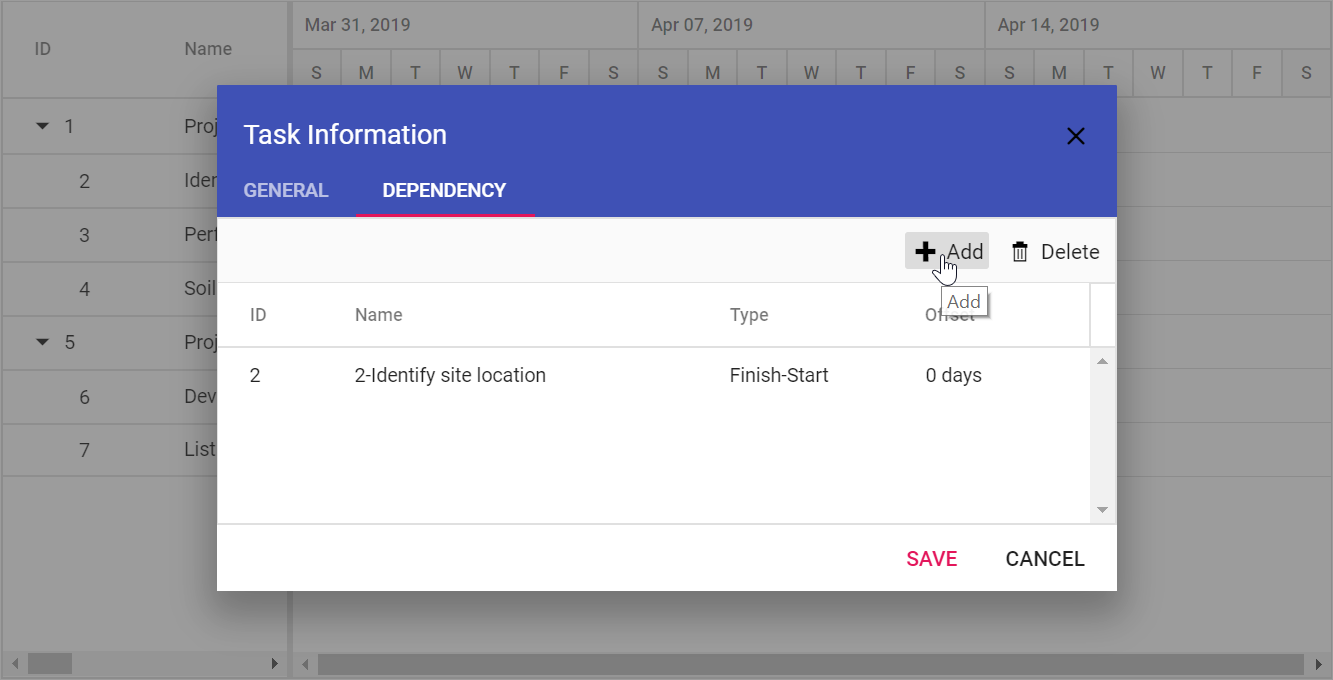 Mar 31, 2019 Apr 07, 2019 Apr 14, 2019
ID Name
S M T W T F S S M T W T F S S M T W T F S
Task Information
1 Proj
GENERAL DEPENDENCY
2 Iden
3 Perf
Add Delete
4 Soil
Add
ID Name Type Offset
5 Proj
2 2-Identify site location Finish-Start 0 days
6 Dev
7 List
SAVE CANCEL